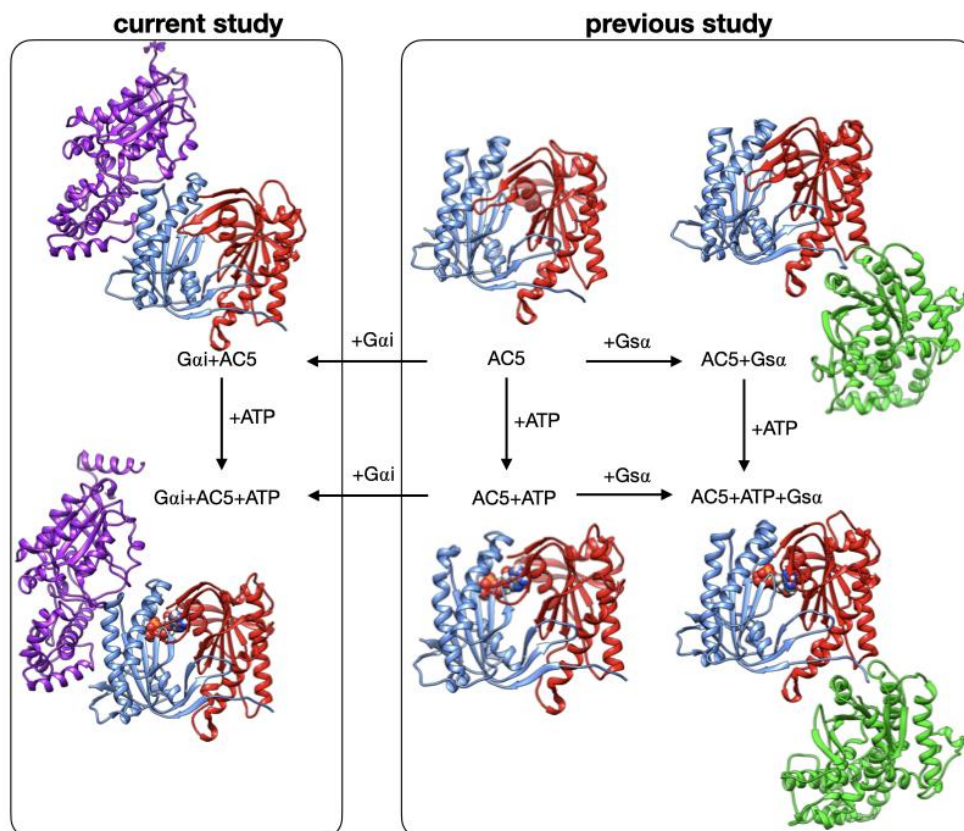 current study
previous study
+Gαi
+Gsα
Gαi+AC5
AC5
AC5+Gsα
+ATP
+ATP
+ATP
+Gαi
+Gsα
Gαi+AC5+ATP
AC5+ATP
AC5+ATP+Gsα